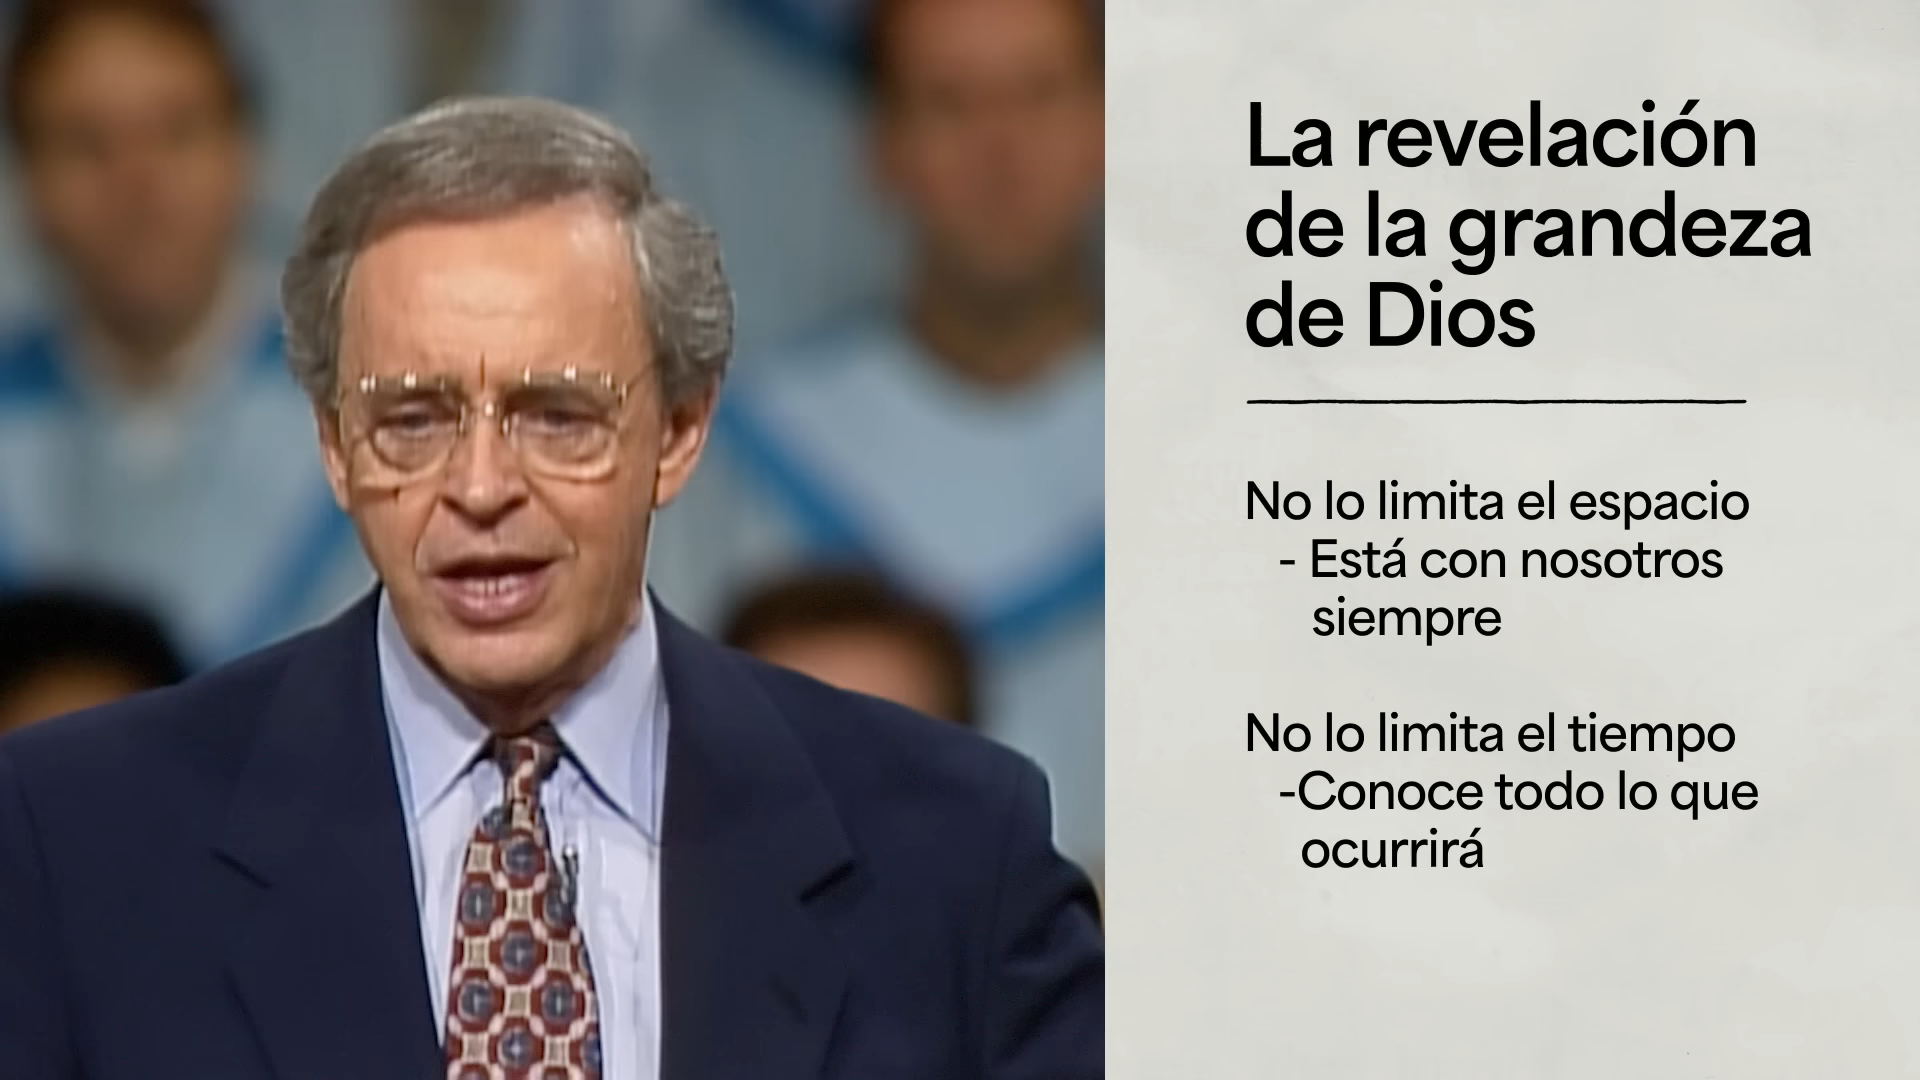 La revelación
de la grandeza
de Dios
No lo limita el espacio
- Está con nosotros
siempre
No lo limita el tiempo
-Conoce todo lo que
ocurrirá